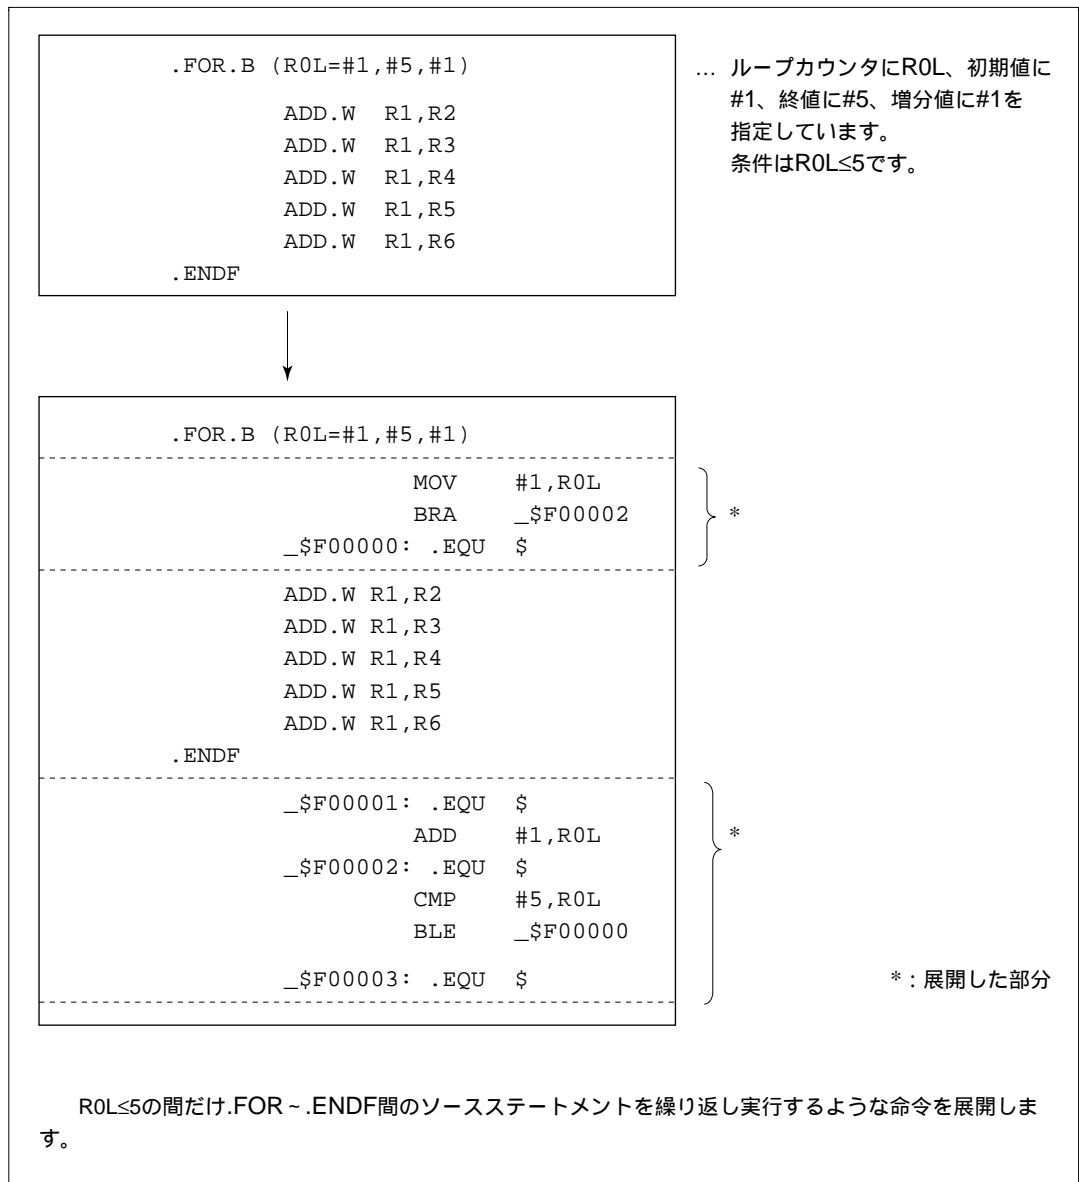 .FOR.B (R0L=#1,#5,#1)
ADD.W R1,R2
ADD.W R1,R3
ADD.W R1,R4
ADD.W R1,R5
ADD.W R1,R6
.ENDF
… ループカウンタにR0L、初期値に
#1、終値に#5、増分値に#1を
指定しています。
条件はR0L≤5です。
.FOR.B (R0L=#1,#5,#1)
MOV #1,R0L
BRA _$F00002
_$F00000: .EQU $
*
ADD.W R1,R2
ADD.W R1,R3
ADD.W R1,R4
ADD.W R1,R5
ADD.W R1,R6
.ENDF
_$F00001: .EQU $
ADD #1,R0L
*
_$F00002: .EQU $
CMP #5,R0L
BLE _$F00000
_$F00003: .EQU $
*：展開した部分
R0L≤5の間だけ.FOR ~ .ENDF間のソースステートメントを繰り返し実行するような命令を展開しま
す。